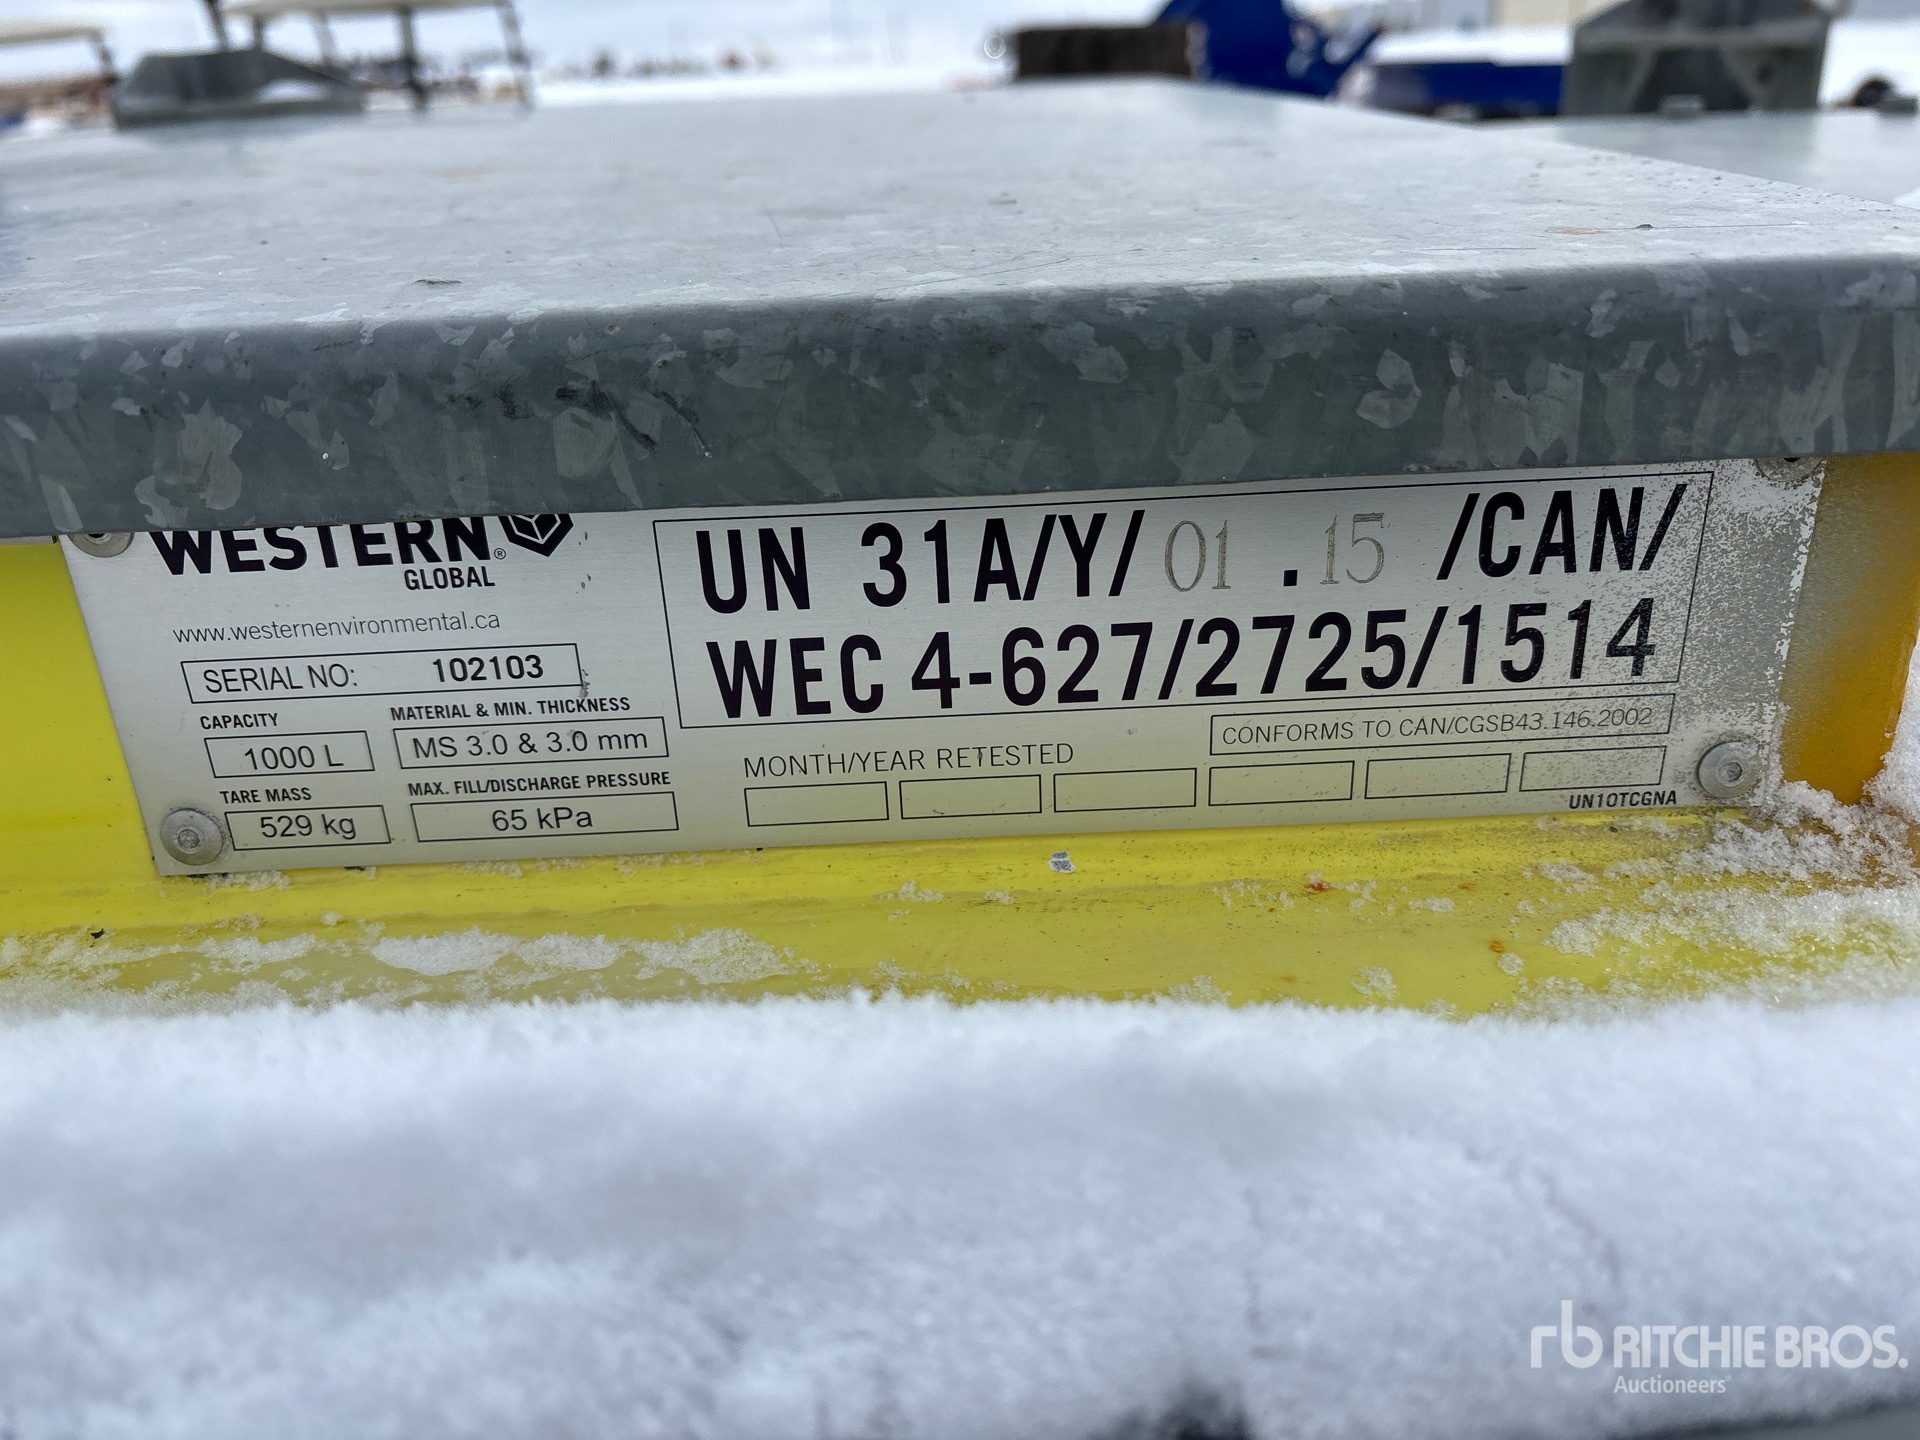 WESTERN®
GLOBAL
www.westernenvironmental.ca
SERIAL NO: 102103
CAPACITY
1000 L
MATERIAL & MIN. THICKNESS
MS 3.0 & 3.0 mm
TARE MASS
529 kg
MAX. FILL/DISCHARGE PRESSURE
65 kPa
UN 31A/Y/01 . 15 /CAN/
WEC 4-627/2725/1514
CONFORMS TO CAN/CGSB43.146.2002
MONTH/YEAR RETESTED
UN10TCGNA
rb RITCHIE BROS.
Auctioneers